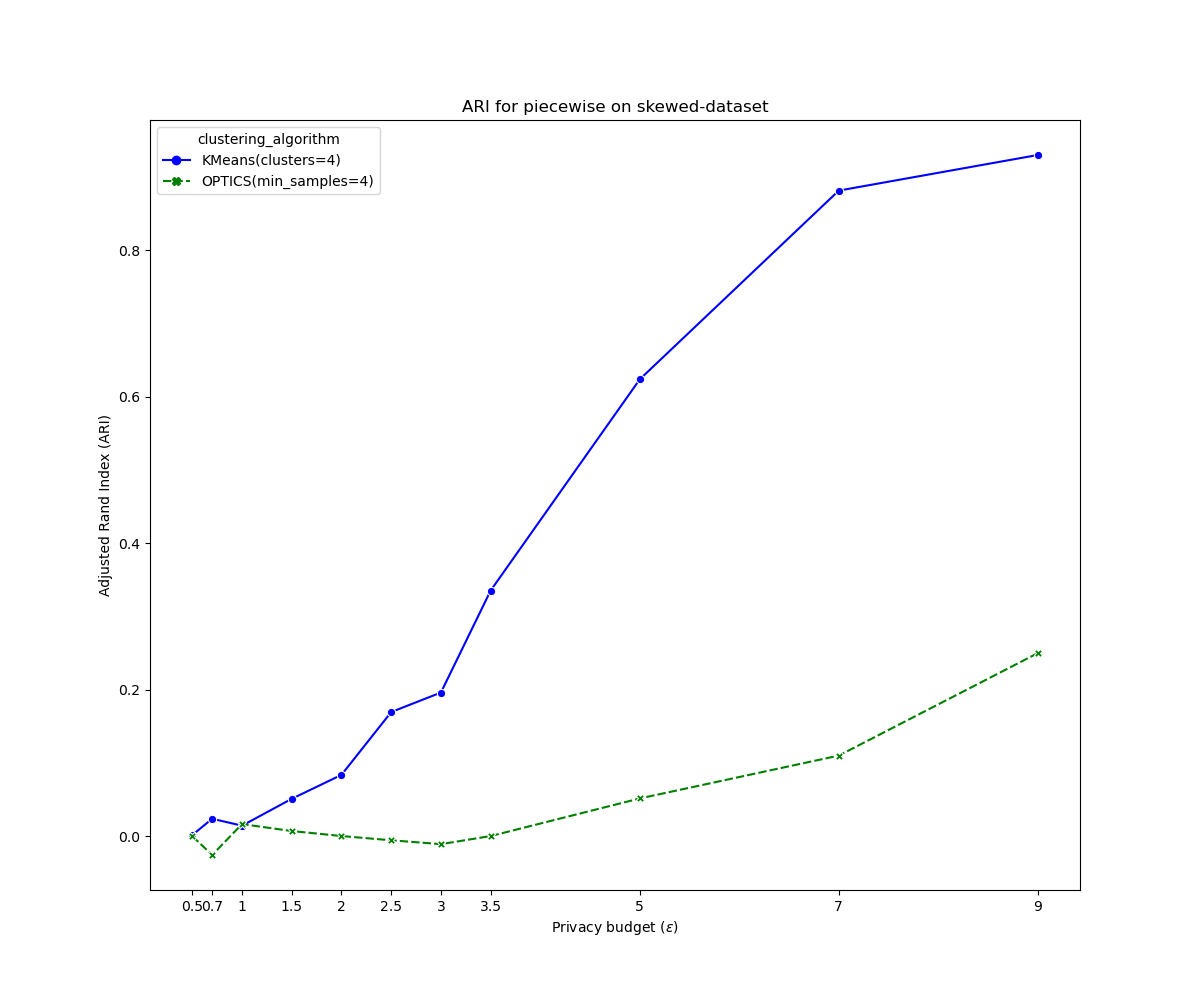 ARI for piecewise on skewed-dataset
clustering_algorithm
KMeans(clusters=4)
OPTICS(min_samples=4)
Adjusted Rand Index (ARI)
0.8
0.6
0.4
0.2
0.0
0.5 0.7 1 1.5 2 2.5 3 3.5 5 7 9
Privacy budget (ε)